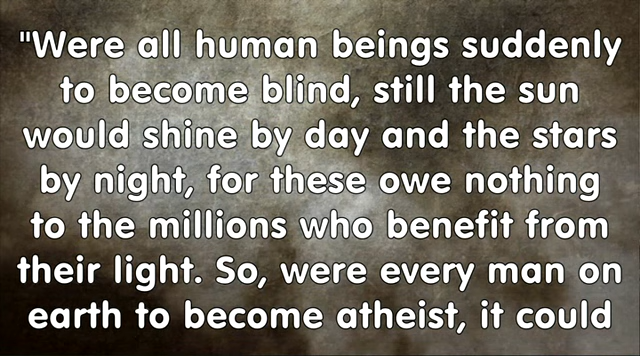 "Were all human beings suddenly
to become blind, still the sun
would shine by day and the stars
by night, for these owe nothing
to the millions who benefit from
their light. So, were every man on
earth to become atheist, it could